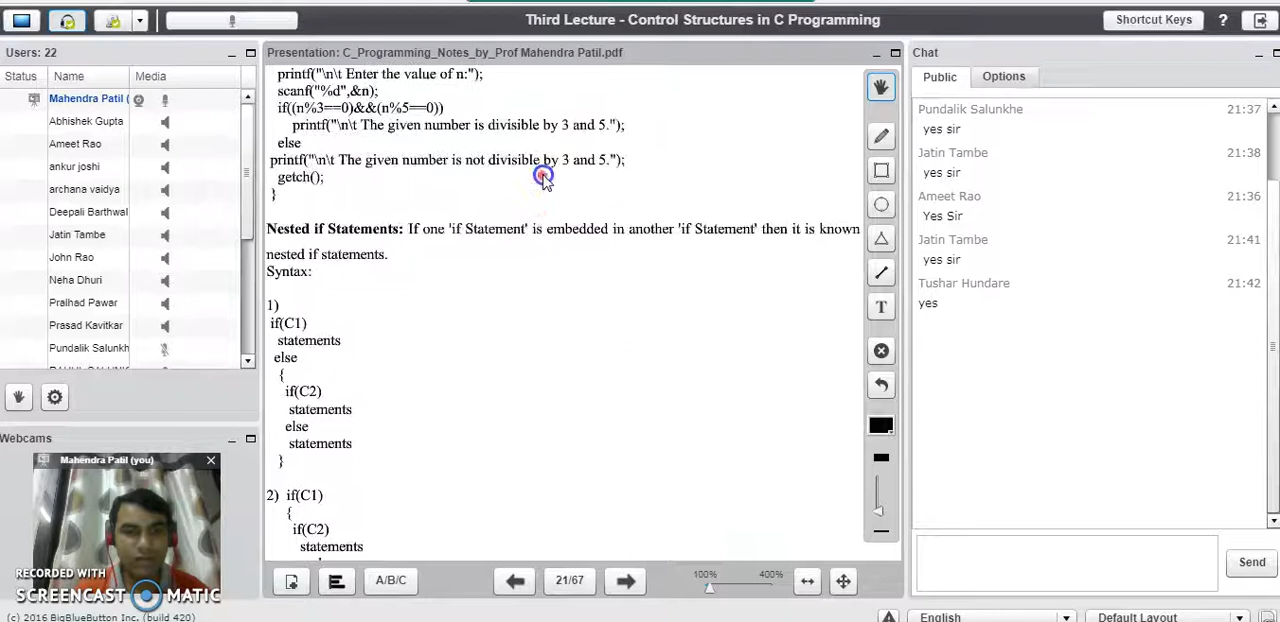 Third Lecture - Control Structures in C Programming
Shortcut Keys
?
Users: 22
Status Name Media
Mahendra Patil (
Abhishek Gupta
Ameet Rao
ankur joshi
archana vaidya
Deepali Barthwal
Jatin Tambe
John Rao
Neha Dhuri
Pralhad Pawar
Prasad Kavitkar
Pundalik Salunkh
Webcams
Mahendra Patil (you)
RECORDED WITH
SCREENCAST MATIC
(c) 2016 BigBlueButton Inc. (build 420)
Presentation: C_Programming_Notes_by_Prof Mahendra Patil.pdf
printf("\n\t Enter the value of n:");
scanf("%d",&n);
if((n%3==0)&&(n%5==0))
printf("\n\t The given number is divisible by 3 and 5.");
else
printf("\n\t The given number is not divisible by 3 and 5.");
getch();
}
Nested if Statements: If one 'if Statement' is embedded in another 'if Statement' then it is known
nested if statements.
Syntax:
1)
if(C1)
statements
else
{
if(C2)
statements
else
statements
}
2) if(C1)
{
if(C2)
statements
T
A/B/C
21/67
100%
400%
Chat
Public Options
Pundalik Salunkhe 21:37
yes sir
Jatin Tambe 21:38
yes sir
Ameet Rao 21:36
Yes Sir
Jatin Tambe 21:41
yes sir
Tushar Hundare 21:42
yes
Send
English
Default Layout